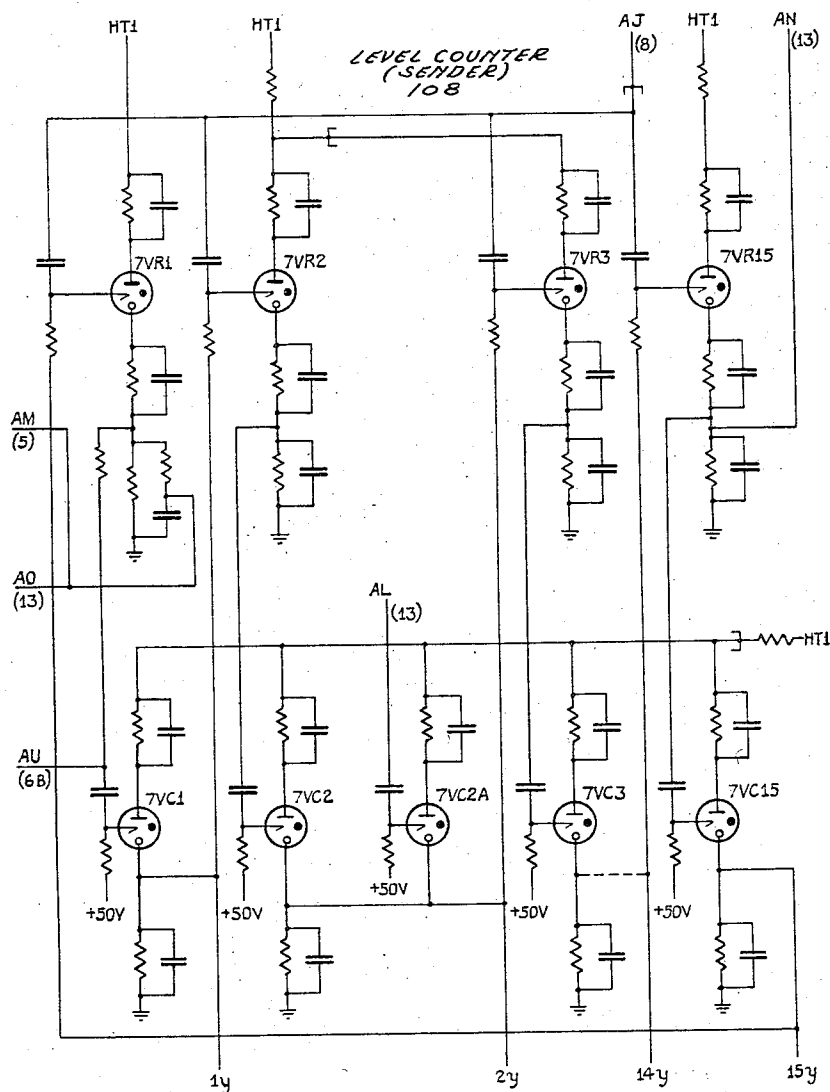 HT1
HT1
AJ
(8)
HT1
AN
(13)
LEVEL COUNTER
(SENDER)
108
7VR1
7VR2
7VR3
7VR15
AM
(5)
AO
(13)
AL
(13)
HT1
AU
(6B)
7VC1
7VC2
7VC2A
7VC3
7VC15
+50V
+50V
+50V
+50V
+50V
1y
2y
14y
15y